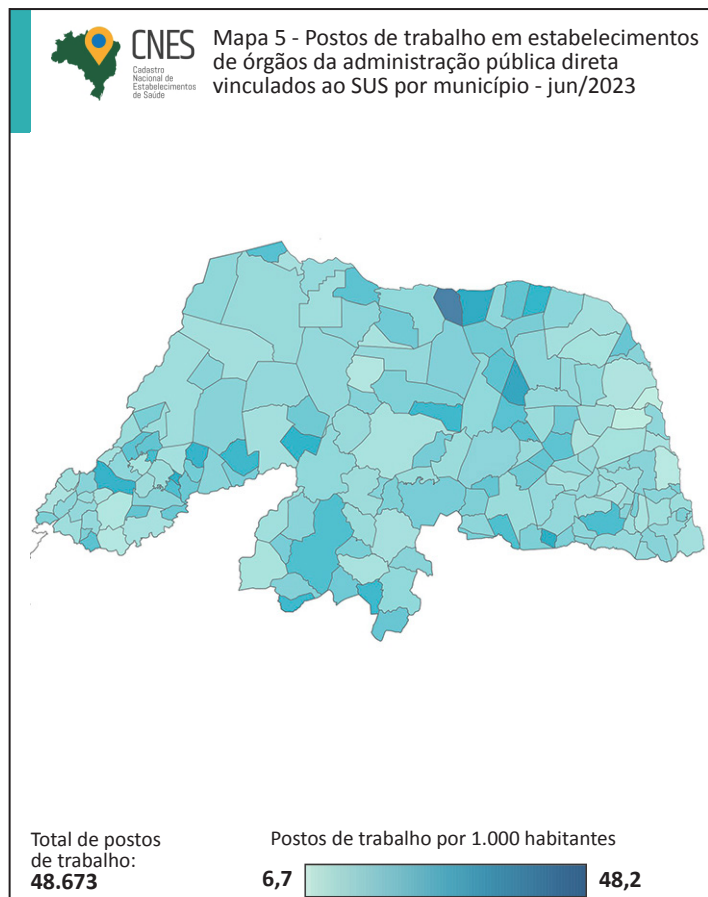 CNES
Cadastro
Nacional de
Estabelecimentos
de Saúde
Mapa 5 - Postos de trabalho em estabelecimentos
de órgãos da administração pública direta
vinculados ao SUS por município - jun/2023
Total de postos
de trabalho:
48.673
Postos de trabalho por 1.000 habitantes
6,7
48,2